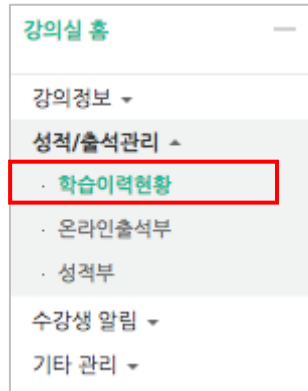 강의실 홈
강의정보
성적/출석관리
· 학습이력현황
· 온라인출석부
· 성적부
수강생 알림
기타 관리